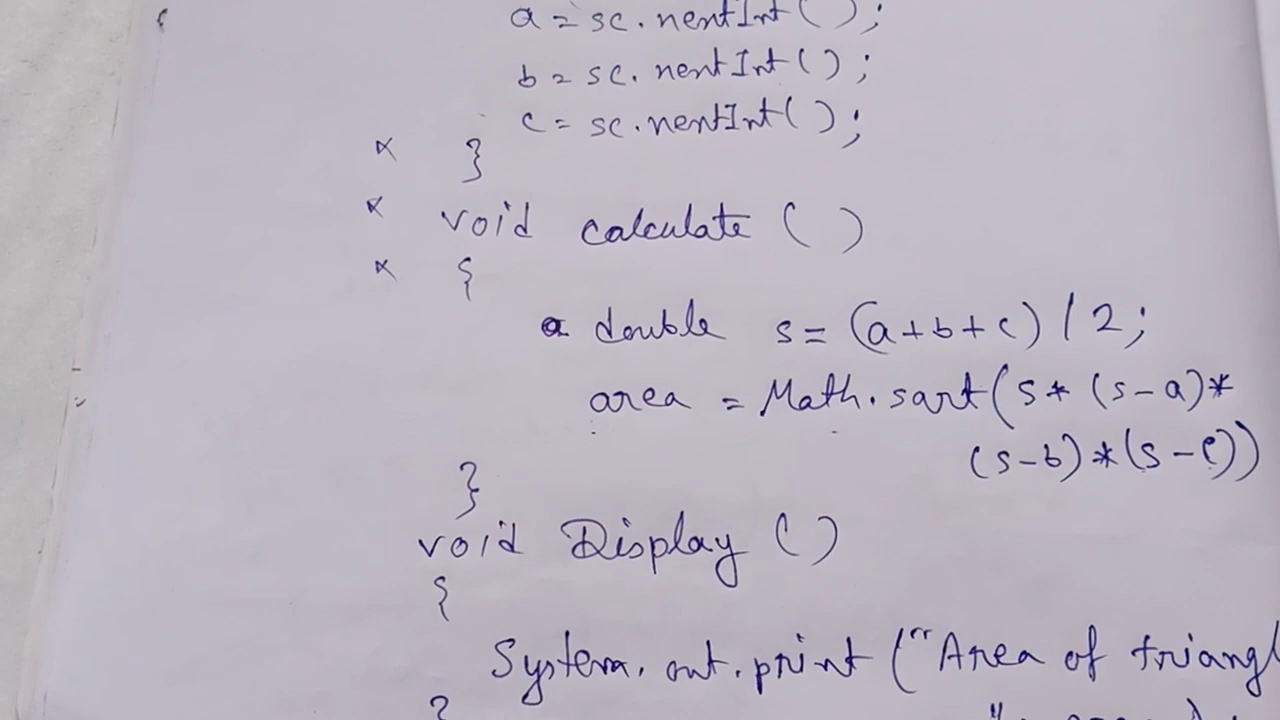 a = sc.nextInt();
b = sc.nextInt();
c = sc.nextInt();
}
void calculate ()
{
double s = (a+b+c) / 2;
area = Math.sqrt(s * (s-a) *
(s-b) * (s-c))
}
void Display ()
{
System.out.print ("Area of triangl
}